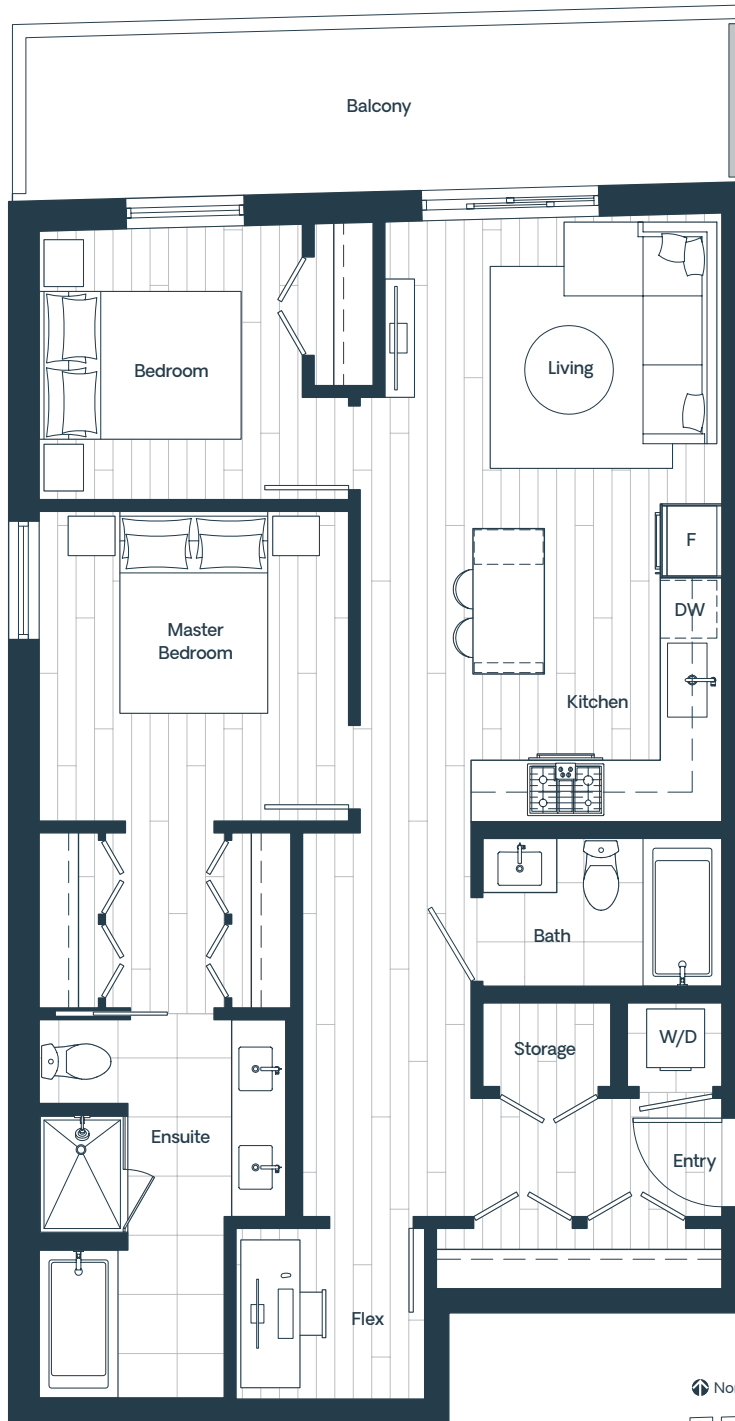 Balcony
Bedroom
Living
F
DW
Master
Bedroom
Kitchen
Bath
W/D
Storage
Ensuite
Entry
Flex